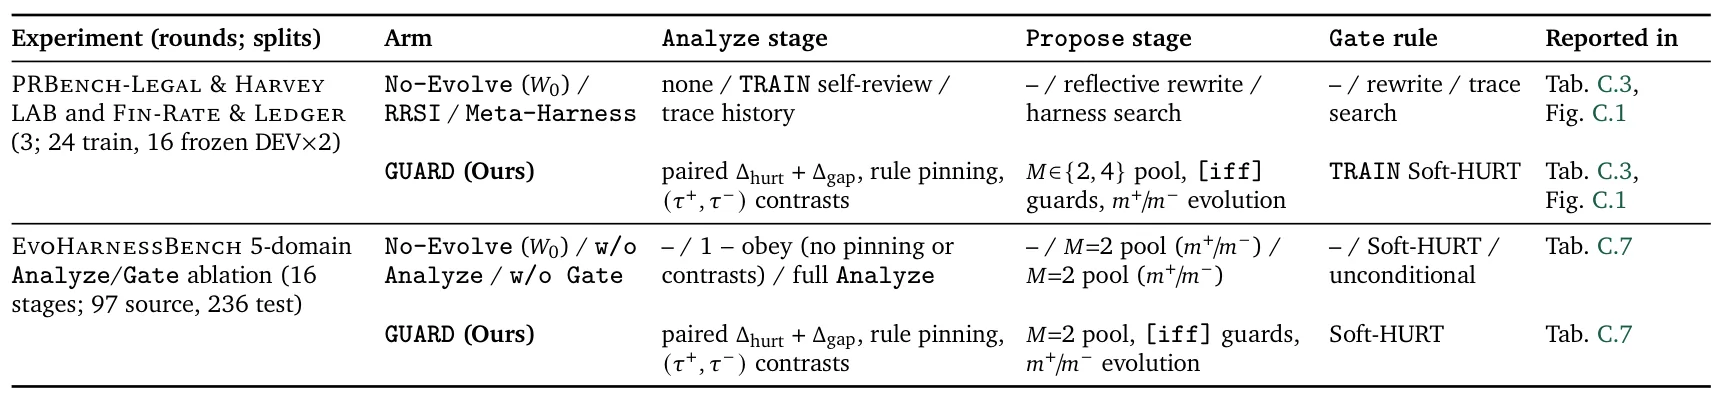 Experiment (rounds; splits) Arm Analyze stage Propose stage Gate rule Reported in
PRBench-Legal & Harvey No-Evolve (W₀) / none / TRAIN self-review / – / reflective rewrite / – / rewrite / trace Tab. C.3,
LAB and Fin-Rate & Ledger RRSI / Meta-Harness trace history harness search search Fig. C.1
(3; 24 train, 16 frozen DEV×2)
GUARD (Ours) paired Δhurt + Δgap, rule pinning, M∈{2, 4} pool, [iff] TRAIN Soft-HURT Tab. C.3,
(τ⁺, τ⁻) contrasts guards, m⁺/m⁻ evolution Fig. C.1
EvoHarnessBench 5-domain No-Evolve (W₀) / w/o – / 1 – obey (no pinning or – / M=2 pool (m⁺/m⁻) / – / Soft-HURT / Tab. C.7
Analyze/Gate ablation (16 Analyze / w/o Gate contrasts) / full Analyze M=2 pool (m⁺/m⁻) unconditional
stages; 97 source, 236 test)
GUARD (Ours) paired Δhurt + Δgap, rule pinning, M=2 pool, [iff] guards, Soft-HURT Tab. C.7
(τ⁺, τ⁻) contrasts m⁺/m⁻ evolution